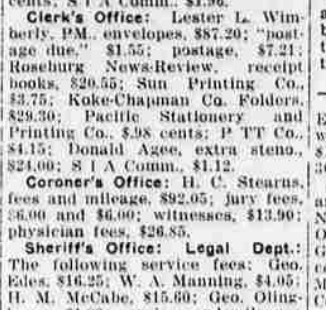 cents; S I A Comm., $1.96.
Clerk's Office: Lester L. Wim-
berly, P.M., envelopes, $87.20; "post-
age due," $1.55; postage, $7.21;
Roseburg News-Review, receipt
books, $20.55; Sun Printing Co.,
$3.75; Koke-Chapman Co. Folders,
$29.30; Pacific Stationery and
Printing Co., $.98 cents; P TT Co.,
$4.15; Donald Agee, extra steno.,
$24.00; S I A Comm., $1.12.
Coroner's Office: H. C. Stearns,
fees and mileage, $92.05; jury fees,
$6.00 and $6.00; witnesses, $13.90;
physician fees, $26.85.
Sheriff's Office: Legal Dept.:
The following service fees: Geo.
Edes, $16.25; W. A. Manning, $4.05;
H. M. McCabe, $15.60; Geo. Oling-